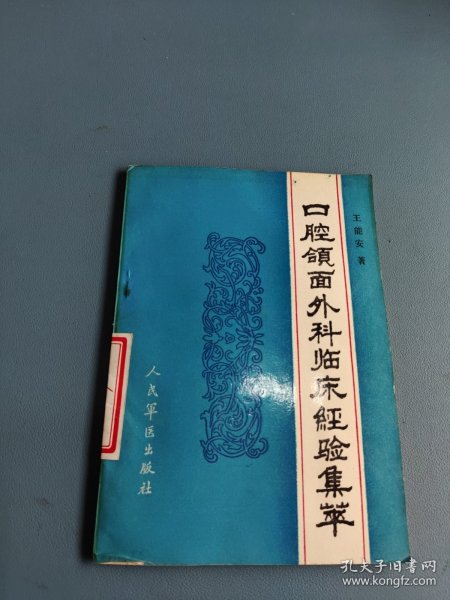 口腔颌面外科临床经验集萃
王能安 著
人民军医出版社
孔夫子旧书网
www.kongfz.com